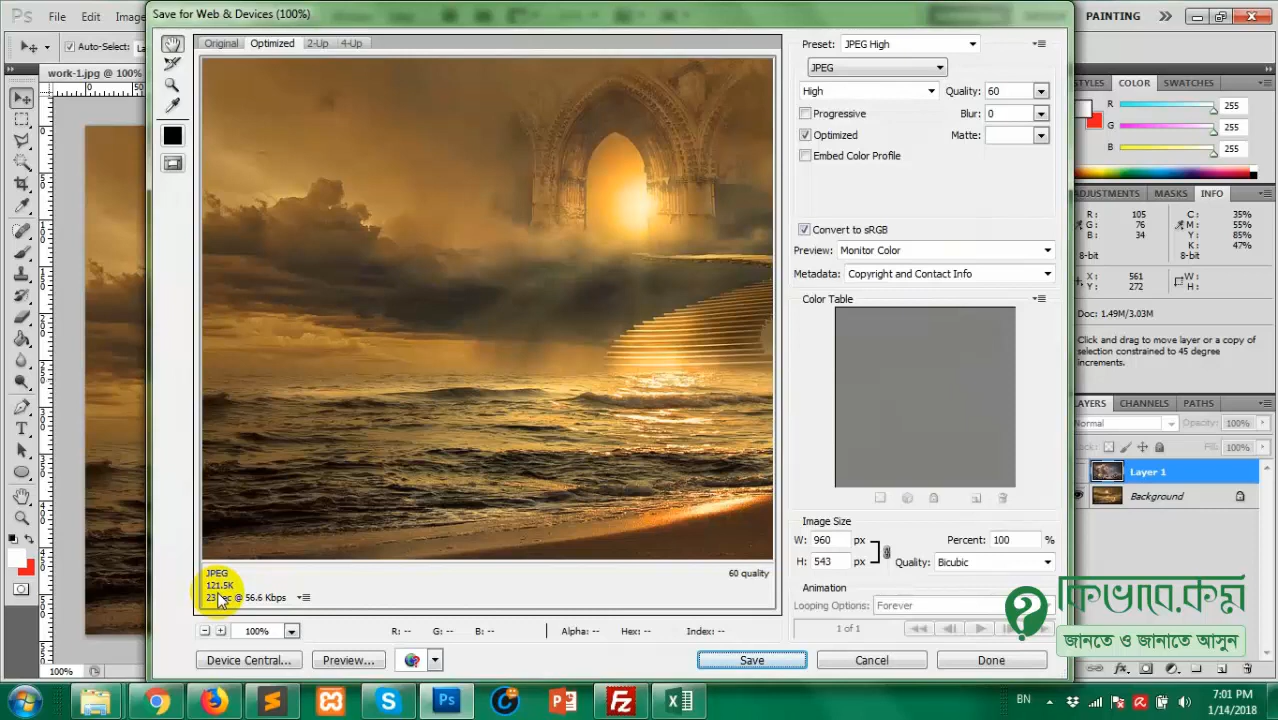 Save for Web & Devices (100%)
PAINTING
File Edit
Auto-Select:
work-1.jpg @ 100%
Original Optimized 2-Up 4-Up
Preset: JPEG High
JPEG
High Quality: 60
Progressive Blur: 0
Optimized Matte:
Embed Color Profile
Convert to sRGB
Preview: Monitor Color
Metadata: Copyright and Contact Info
Color Table
Image Size
W: 960 px Percent: 100 %
H: 543 px Quality: Bicubic
Animation
Looping Options: Forever
1 of 1
JPEG 60 quality
121.5K
@ 56.6 Kbps
100% R: -- G: -- B: -- Alpha: -- Hex: -- Index: --
Device Central... Preview... Save Cancel Done
COLOR SWATCHES
R 255
G 255
B 255
MASKS INFO
R: 105 C: 35%
G: 76 M: 55%
B: 34 Y: 85%
K: 47%
8-bit 8-bit
X: 561 W:
Y: 272 H:
Doc: 1.49M/3.03M
Click and drag to move layer or a copy of
selection constrained to 45 degree
increments.
CHANNELS PATHS
Normal Opacity: 100%
Fill: 100%
Layer 1
Background
কিভাবে.কম
জানতে ও জানাতে আসুন
100%
BN 7:01 PM
1/14/2018